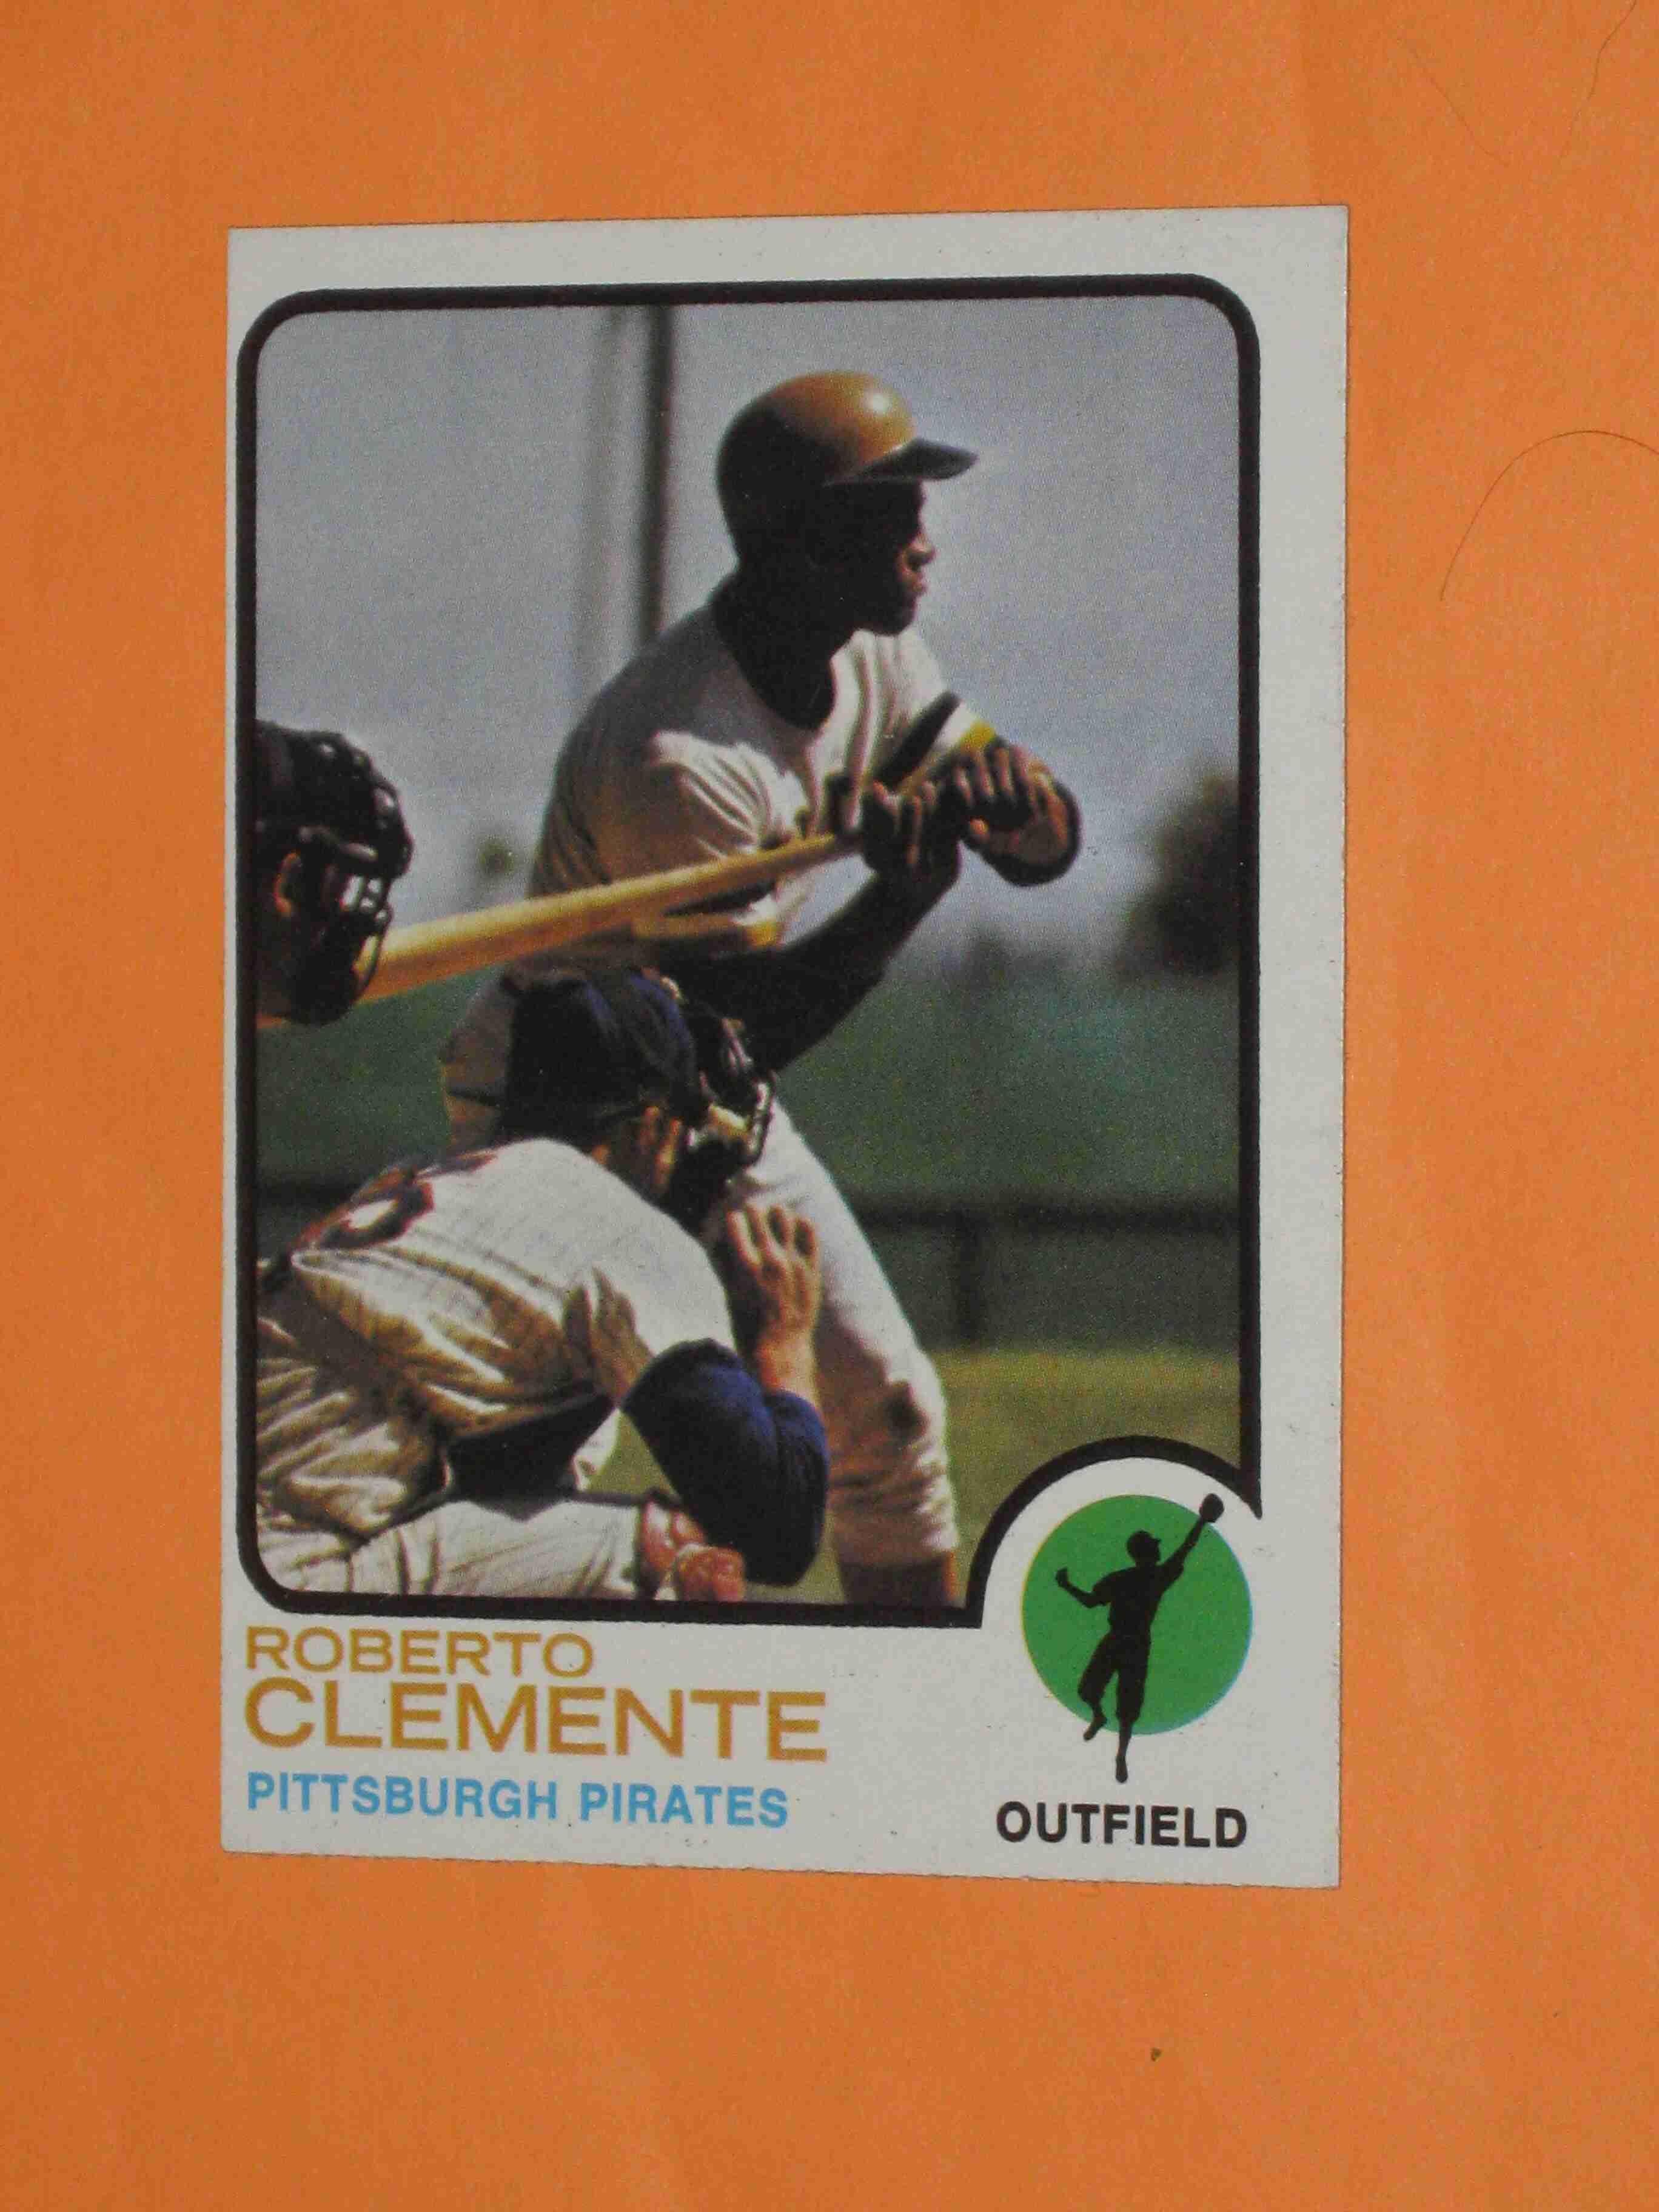 ROBERTO
CLEMENTE
PITTSBURGH PIRATES
OUTFIELD